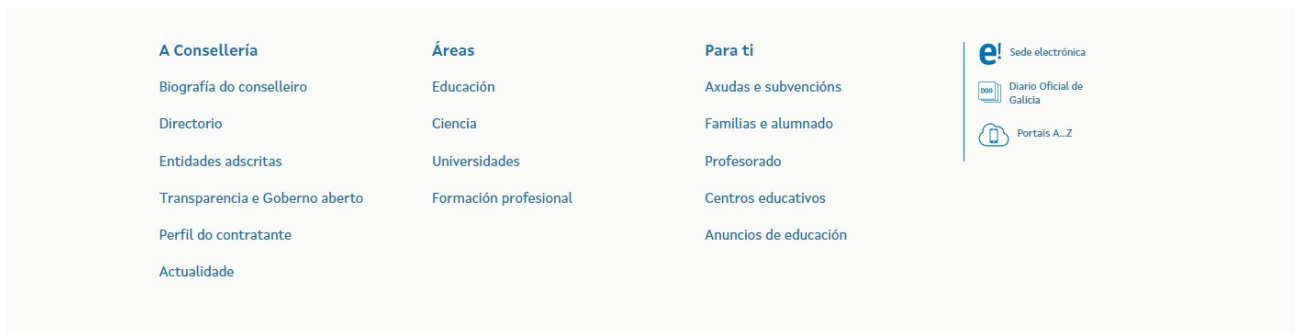 A Consellería
Biografía do conselleiro
Directorio
Entidades adscritas
Transparencia e Goberno aberto
Perfil do contratante
Actualidade
Áreas
Educación
Ciencia
Universidades
Formación profesional
Para ti
Axudas e subvencións
Familias e alumnado
Profesorado
Centros educativos
Anuncios de educación
e! Sede electrónica
DOG Diario Oficial de
Galicia
Portais A...Z